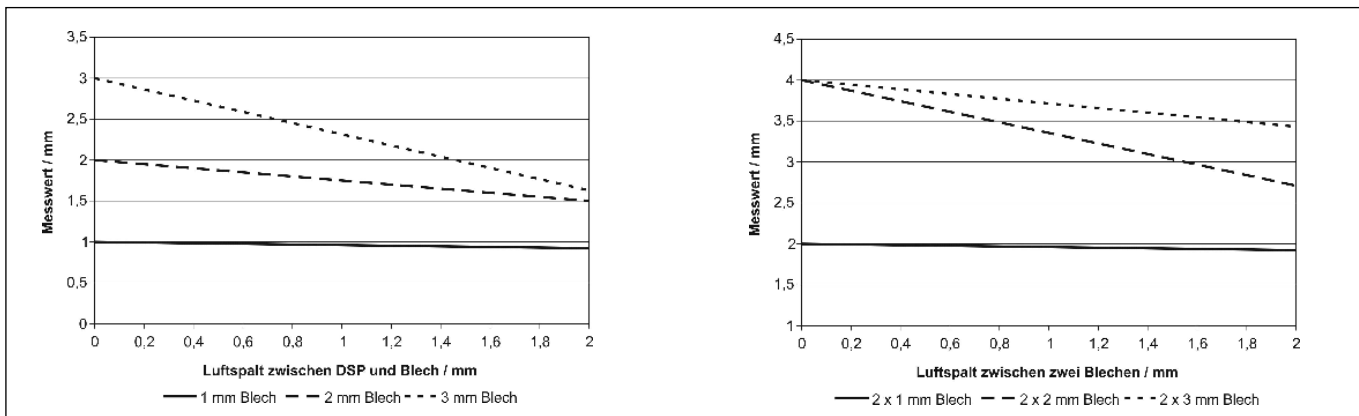 Messwert / mm
3,5
3
2,5
2
1,5
1
0,5
0
0 0,2 0,4 0,6 0,8 1 1,2 1,4 1,6 1,8 2
Luftspalt zwischen DSP und Blech / mm
1 mm Blech 2 mm Blech 3 mm Blech
Messwert / mm
4,5
4
3,5
3
2,5
2
1,5
1
0 0,2 0,4 0,6 0,8 1 1,2 1,4 1,6 1,8 2
Luftspalt zwischen zwei Blechen / mm
2 x 1 mm Blech 2 x 2 mm Blech 2 x 3 mm Blech